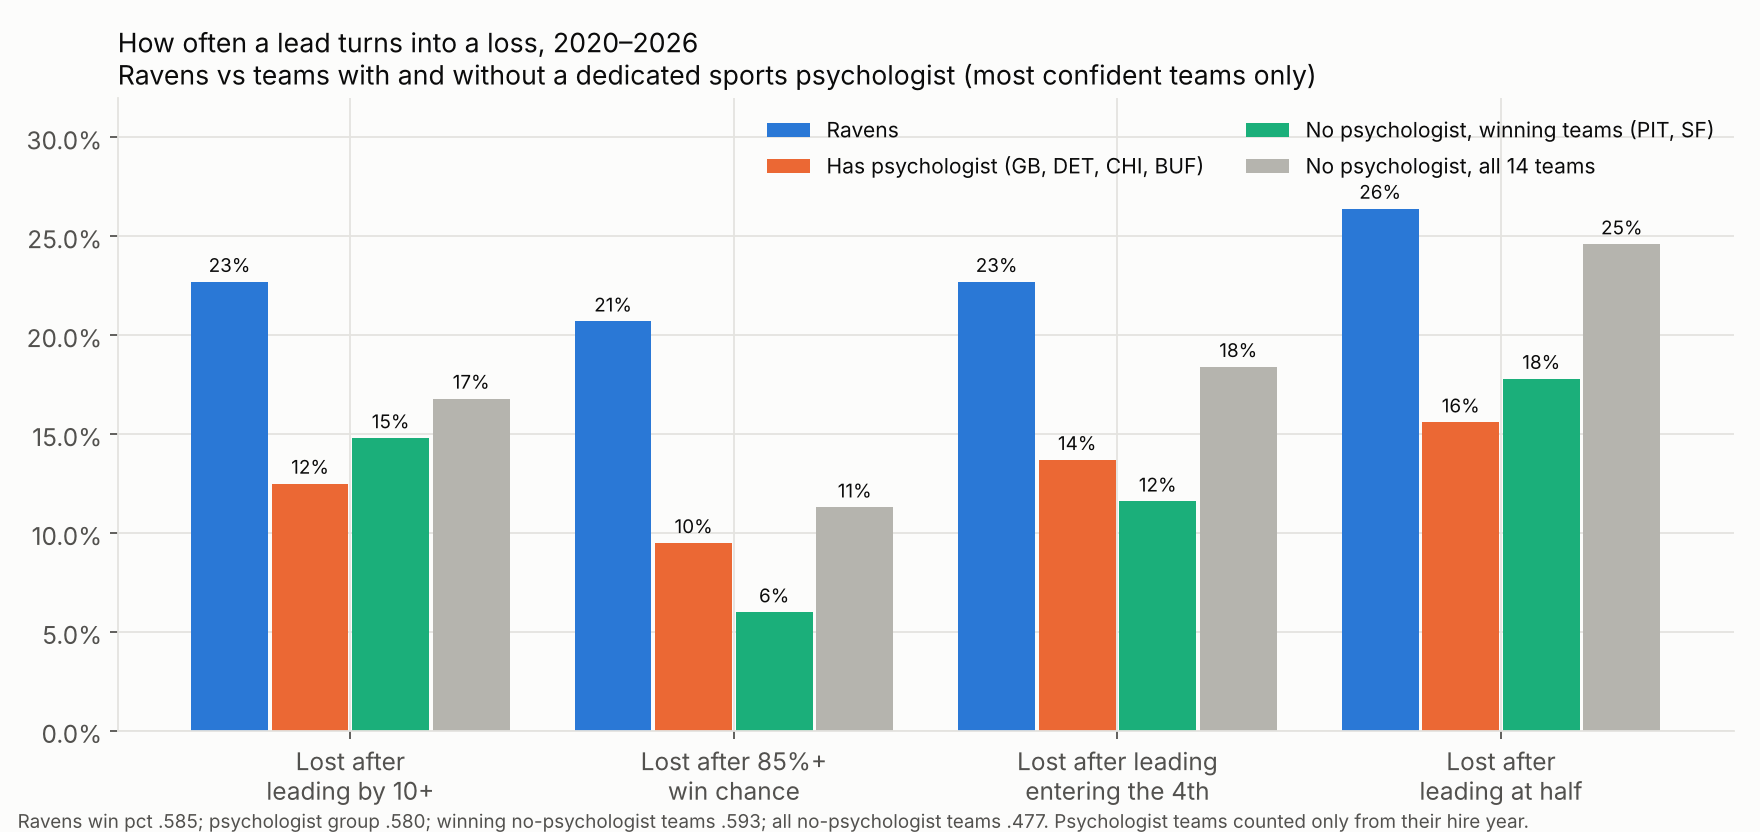 How often a lead turns into a loss, 2020–2026
Ravens vs teams with and without a dedicated sports psychologist (most confident teams only)
Ravens
Has psychologist (GB, DET, CHI, BUF)
No psychologist, winning teams (PIT, SF)
No psychologist, all 14 teams
30.0%
25.0%
20.0%
15.0%
10.0%
5.0%
0.0%
23%
12%
15%
17%
21%
10%
6%
11%
23%
14%
12%
18%
26%
16%
18%
25%
Lost after
leading by 10+
Lost after 85%+
win chance
Lost after leading
entering the 4th
Lost after
leading at half
Ravens win pct .585; psychologist group .580; winning no-psychologist teams .593; all no-psychologist teams .477. Psychologist teams counted only from their hire year.